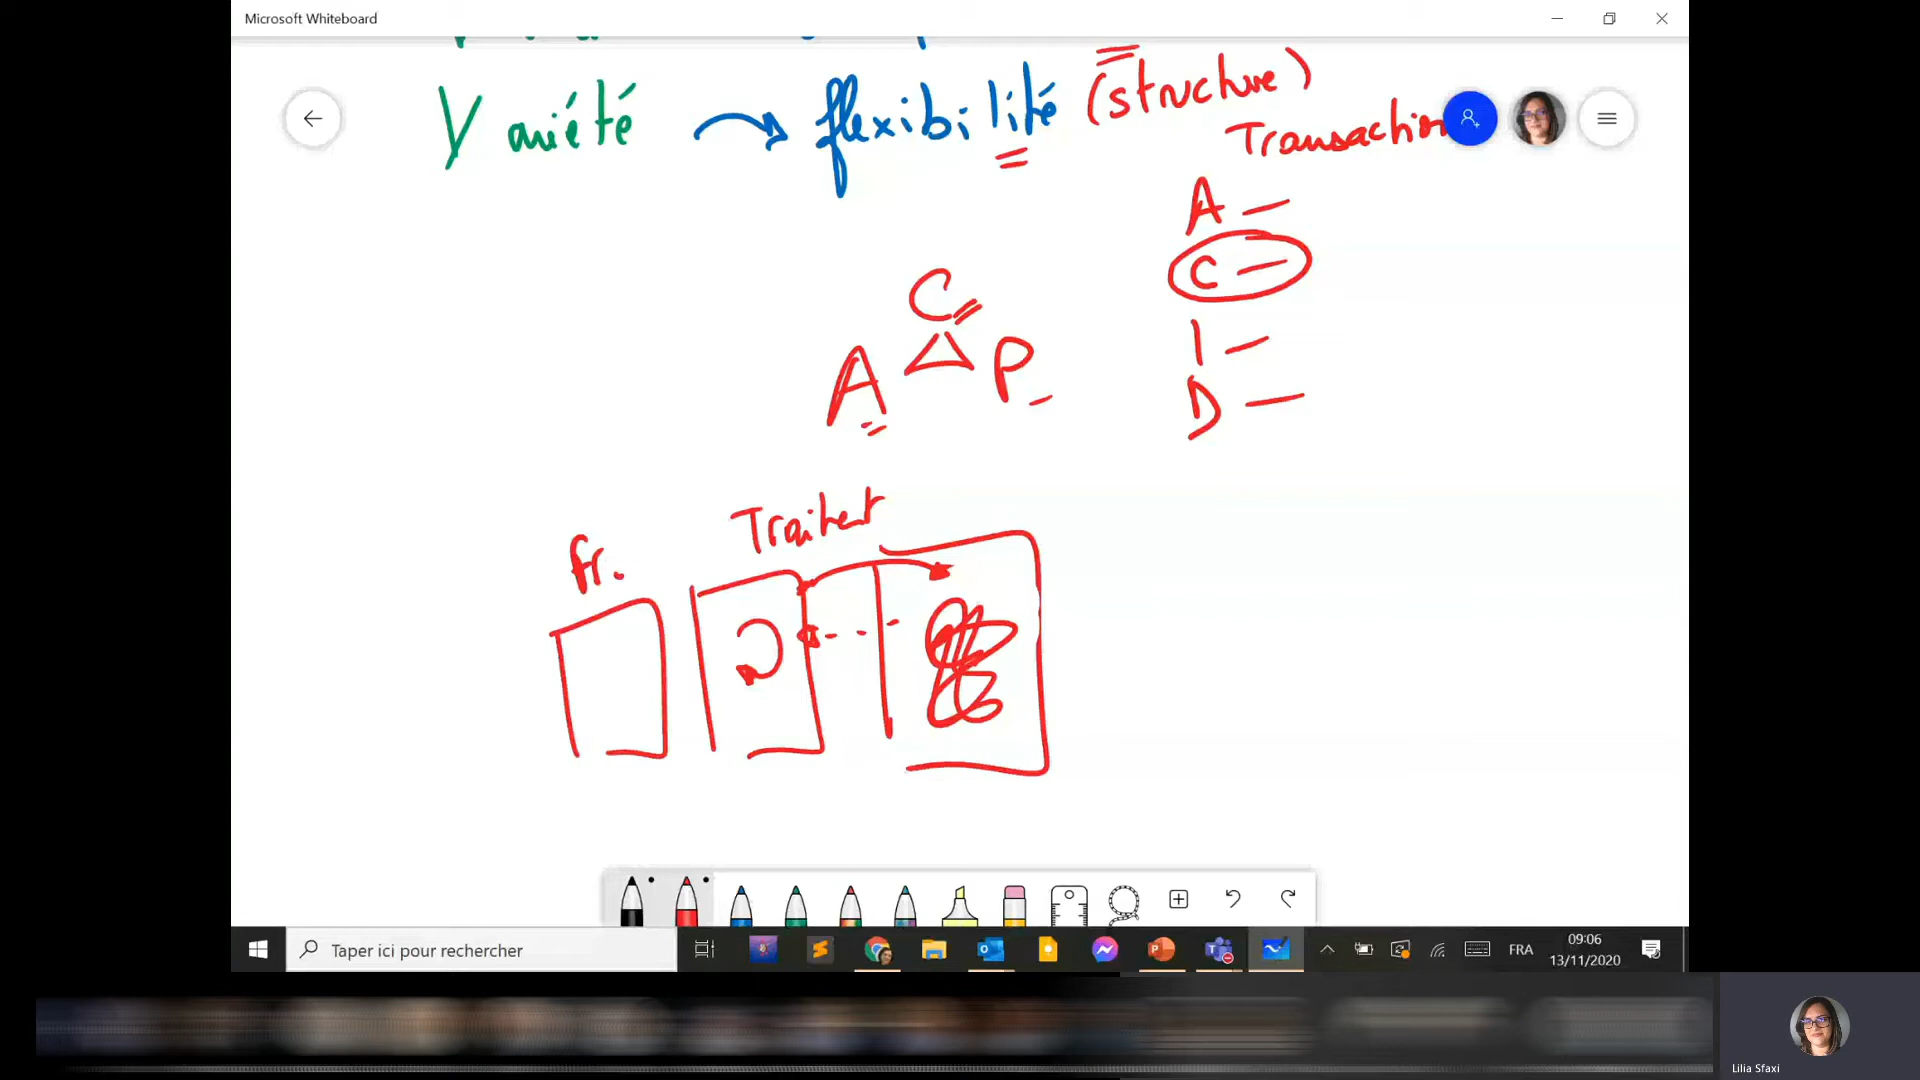 Microsoft Whiteboard
Variété → flexibilité (structure)
Transaction
A —
C —
I —
D —
C
A P
Traitert
fr.
Taper ici pour rechercher
FRA
09:06
13/11/2020
Lilia Sfaxi